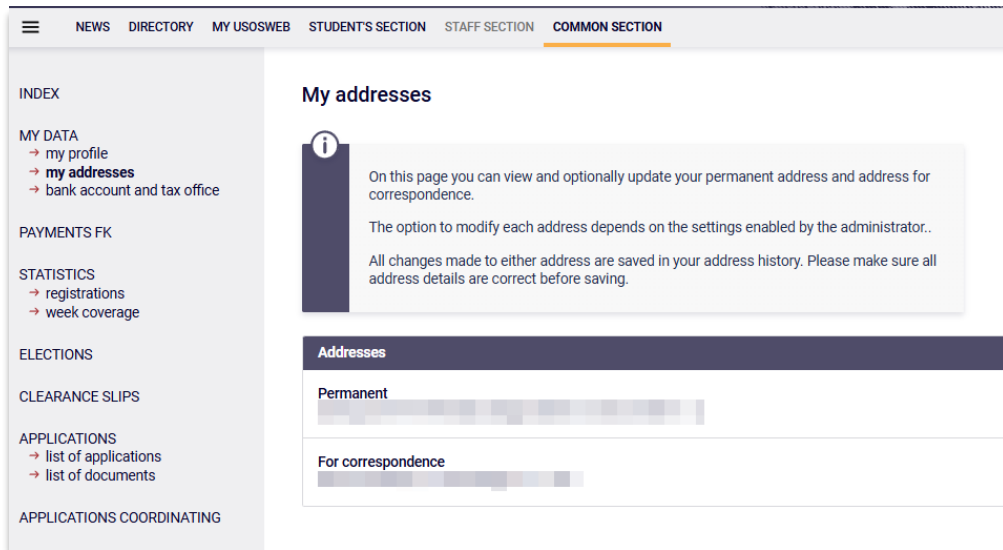 NEWS DIRECTORY MY USOSWEB STUDENT'S SECTION STAFF SECTION COMMON SECTION
INDEX
MY DATA
→ my profile
→ my addresses
→ bank account and tax office
PAYMENTS FK
STATISTICS
→ registrations
→ week coverage
ELECTIONS
CLEARANCE SLIPS
APPLICATIONS
→ list of applications
→ list of documents
APPLICATIONS COORDINATING
My addresses
i
On this page you can view and optionally update your permanent address and address for
correspondence.
The option to modify each address depends on the settings enabled by the administrator..
All changes made to either address are saved in your address history. Please make sure all
address details are correct before saving.
Addresses
Permanent
For correspondence